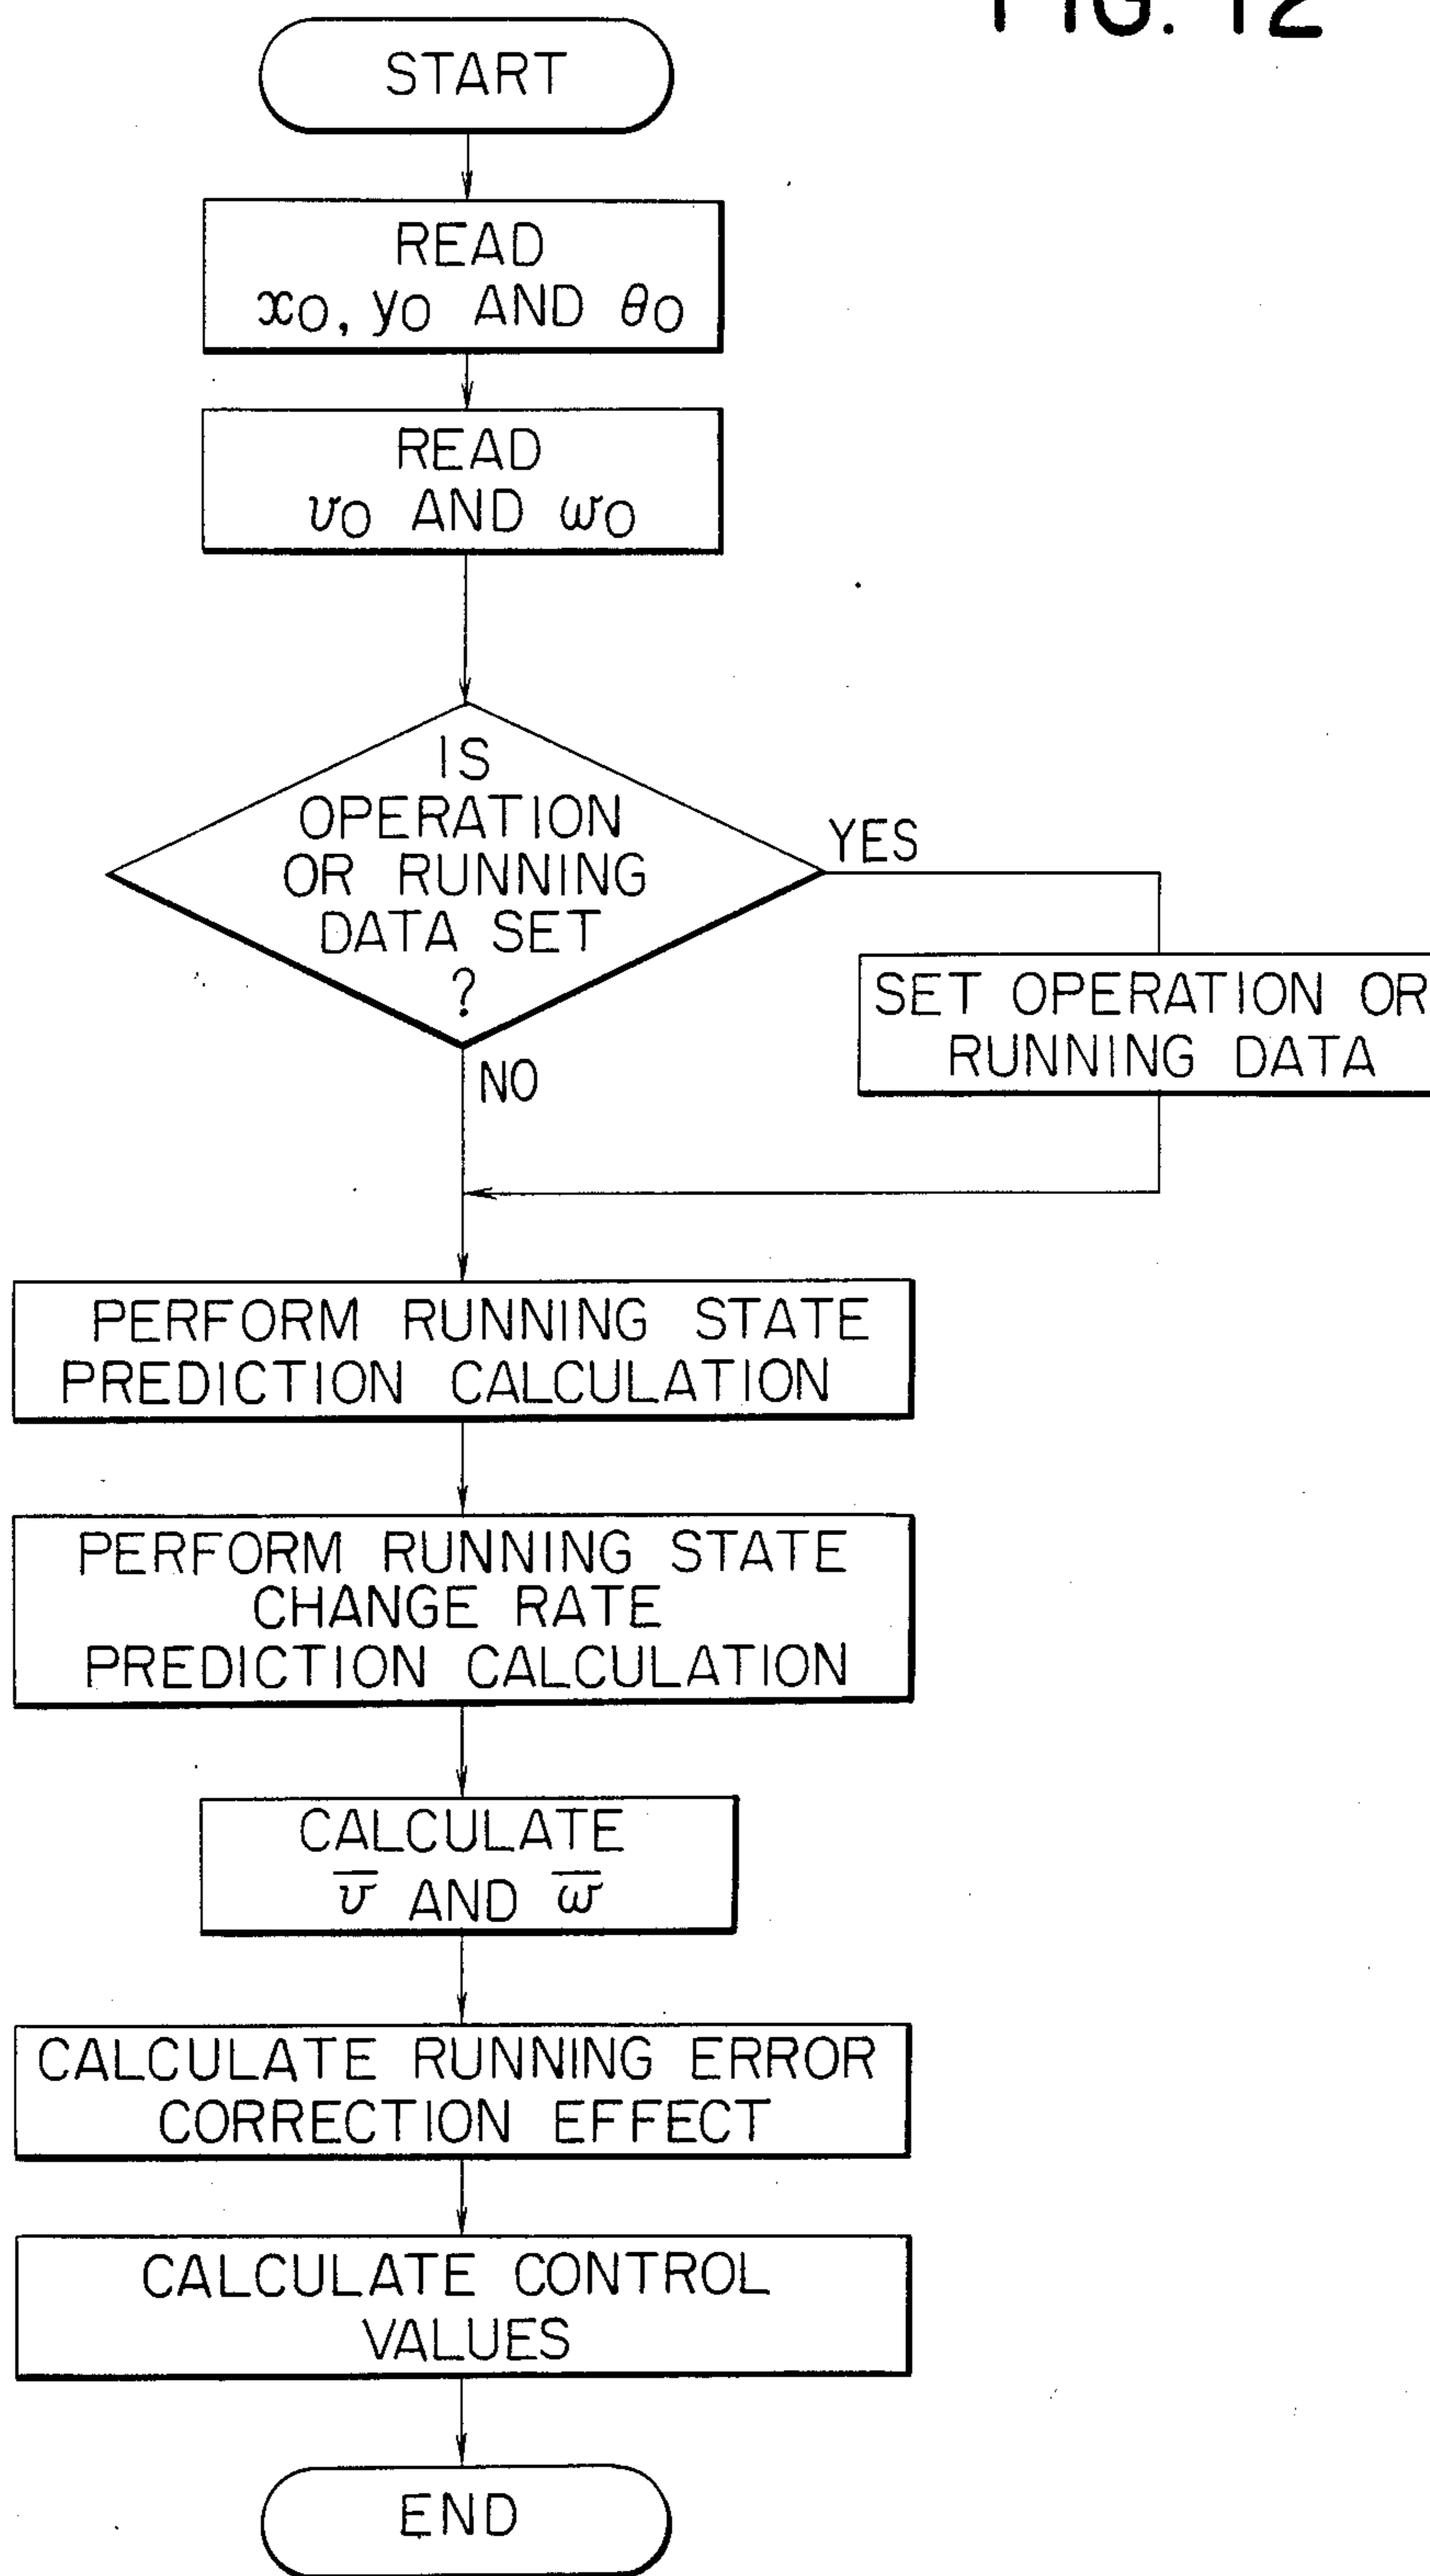 FIG. 12
START
READ
x0, y0 AND θ0
READ
v0 AND ω0
IS
OPERATION
OR RUNNING
DATA SET
?
YES
SET OPERATION OR
RUNNING DATA
NO
PERFORM RUNNING STATE
PREDICTION CALCULATION
PERFORM RUNNING STATE
CHANGE RATE
PREDICTION CALCULATION
CALCULATE
v̅ AND ω̅
CALCULATE RUNNING ERROR
CORRECTION EFFECT
CALCULATE CONTROL
VALUES
END